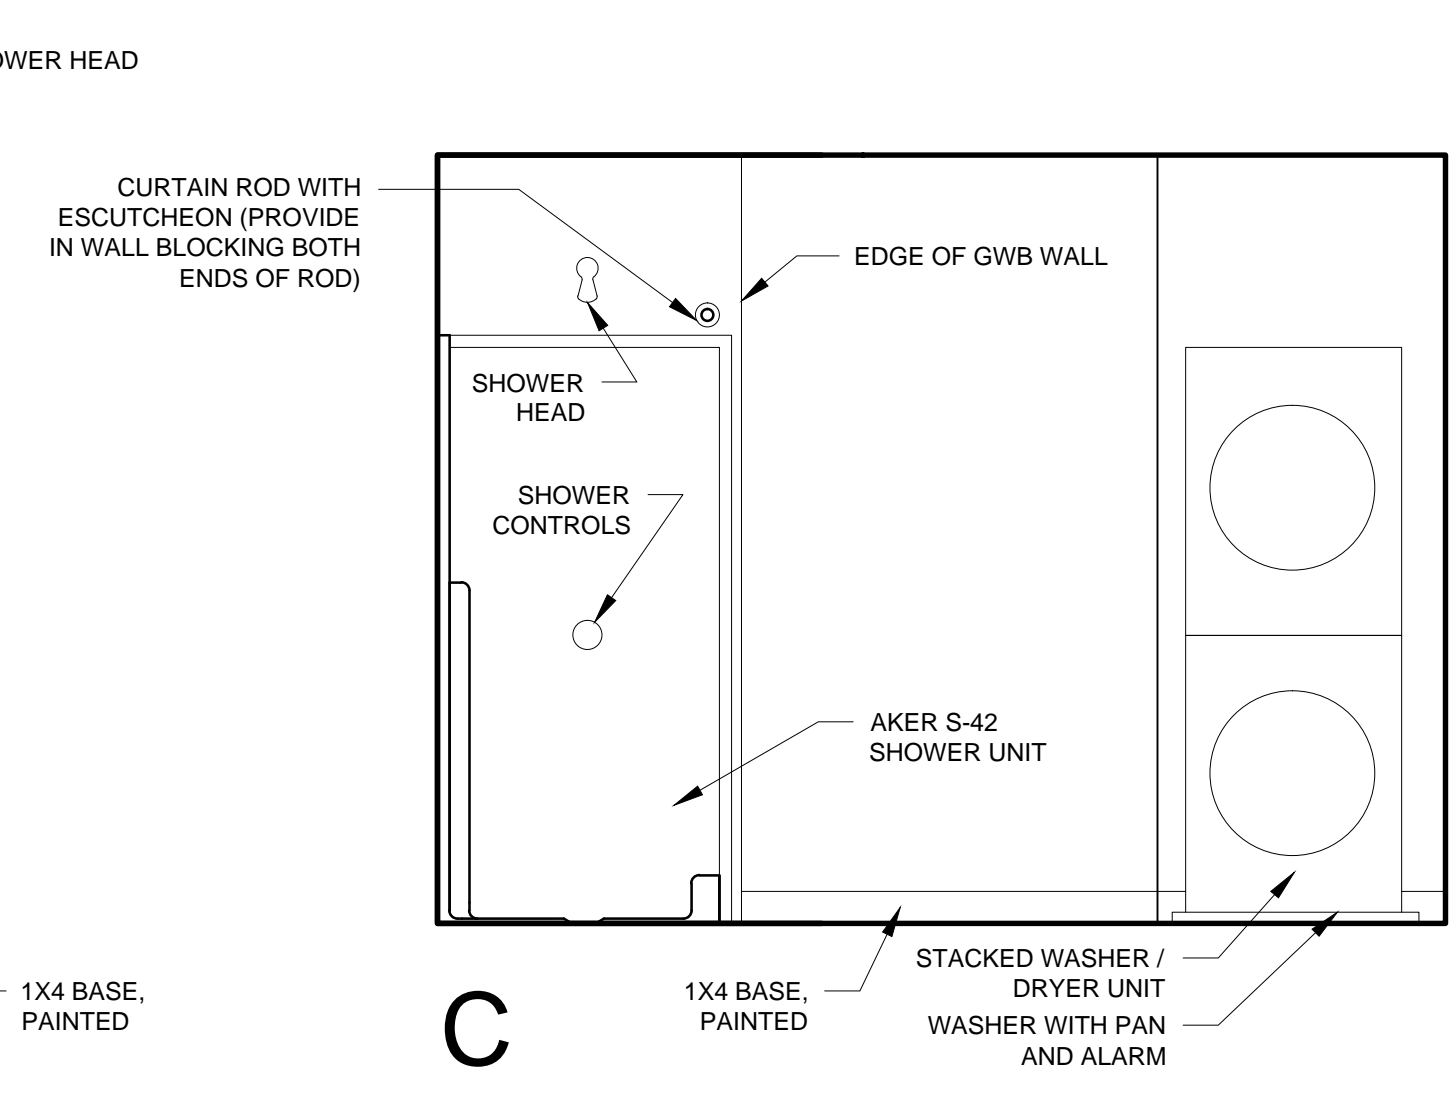 HEAD
CURTAIN ROD WITH
ESCUTCHEON (PROVIDE
IN WALL BLOCKING BOTH
ENDS OF ROD)
EDGE OF GWB WALL
SHOWER
HEAD
SHOWER
CONTROLS
AKER S-42
SHOWER UNIT
1X4 BASE,
PAINTED
C
1X4 BASE,
PAINTED
STACKED WASHER /
DRYER UNIT
WASHER WITH PAN
AND ALARM